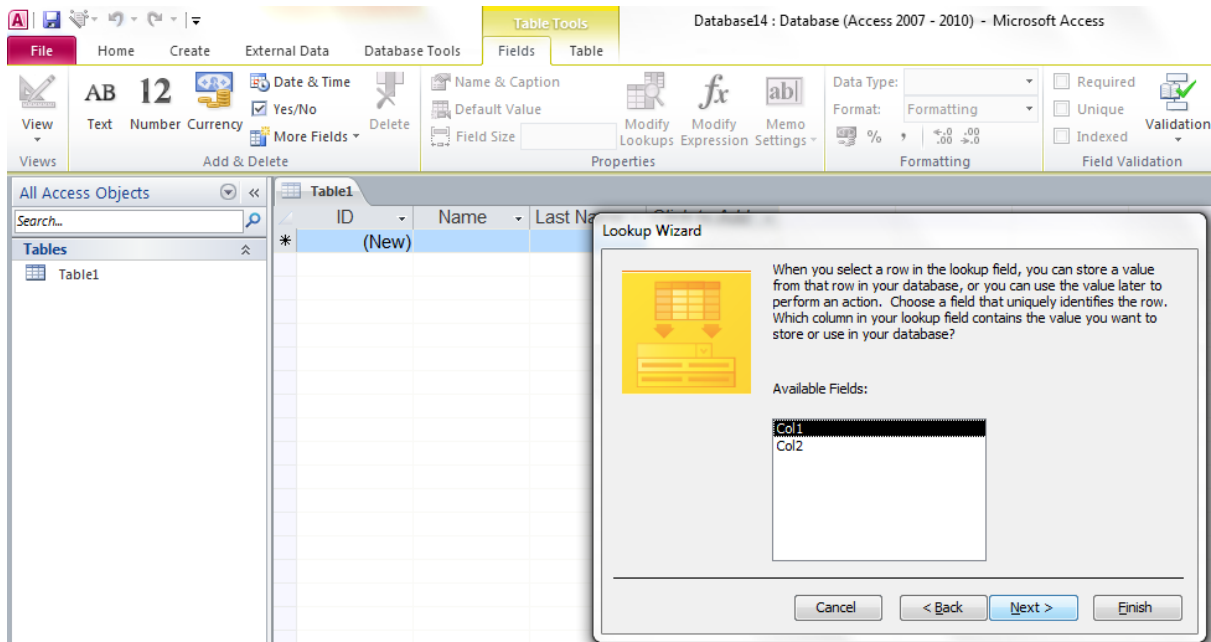 A
Table Tools
Database14 : Database (Access 2007 - 2010) - Microsoft Access
File Home Create External Data Database Tools Fields Table
View
Views
AB
Text
12
Number
Currency
Date & Time
Yes/No
More Fields
Delete
Add & Delete
Name & Caption
Default Value
Field Size
Modify
Lookups
fx
Modify
Expression
ab
Memo
Settings
Properties
Data Type:
Format: Formatting
% , .0 .00 .00 .0
Formatting
Required
Unique
Indexed
Validation
Field Validation
All Access Objects «
Search...
Tables
Table1
Table1
ID Name Last Na
* (New)
Lookup Wizard
When you select a row in the lookup field, you can store a value
from that row in your database, or you can use the value later to
perform an action. Choose a field that uniquely identifies the row.
Which column in your lookup field contains the value you want to
store or use in your database?
Available Fields:
Col1
Col2
Cancel < Back Next > Finish